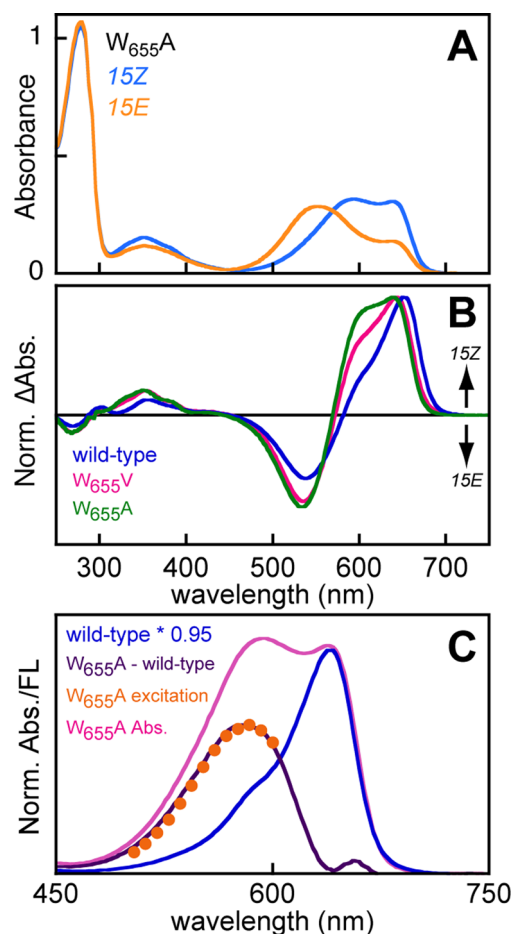 1
W655A
A
15Z
15E
Absorbance
0
B
Norm. ΔAbs.
15Z
wild-type
W655V
15E
W655A
300 400 500 600 700
wavelength (nm)
wild-type * 0.95
C
W655A - wild-type
W655A excitation
W655A Abs.
Norm. Abs./FL
450 600 750
wavelength (nm)